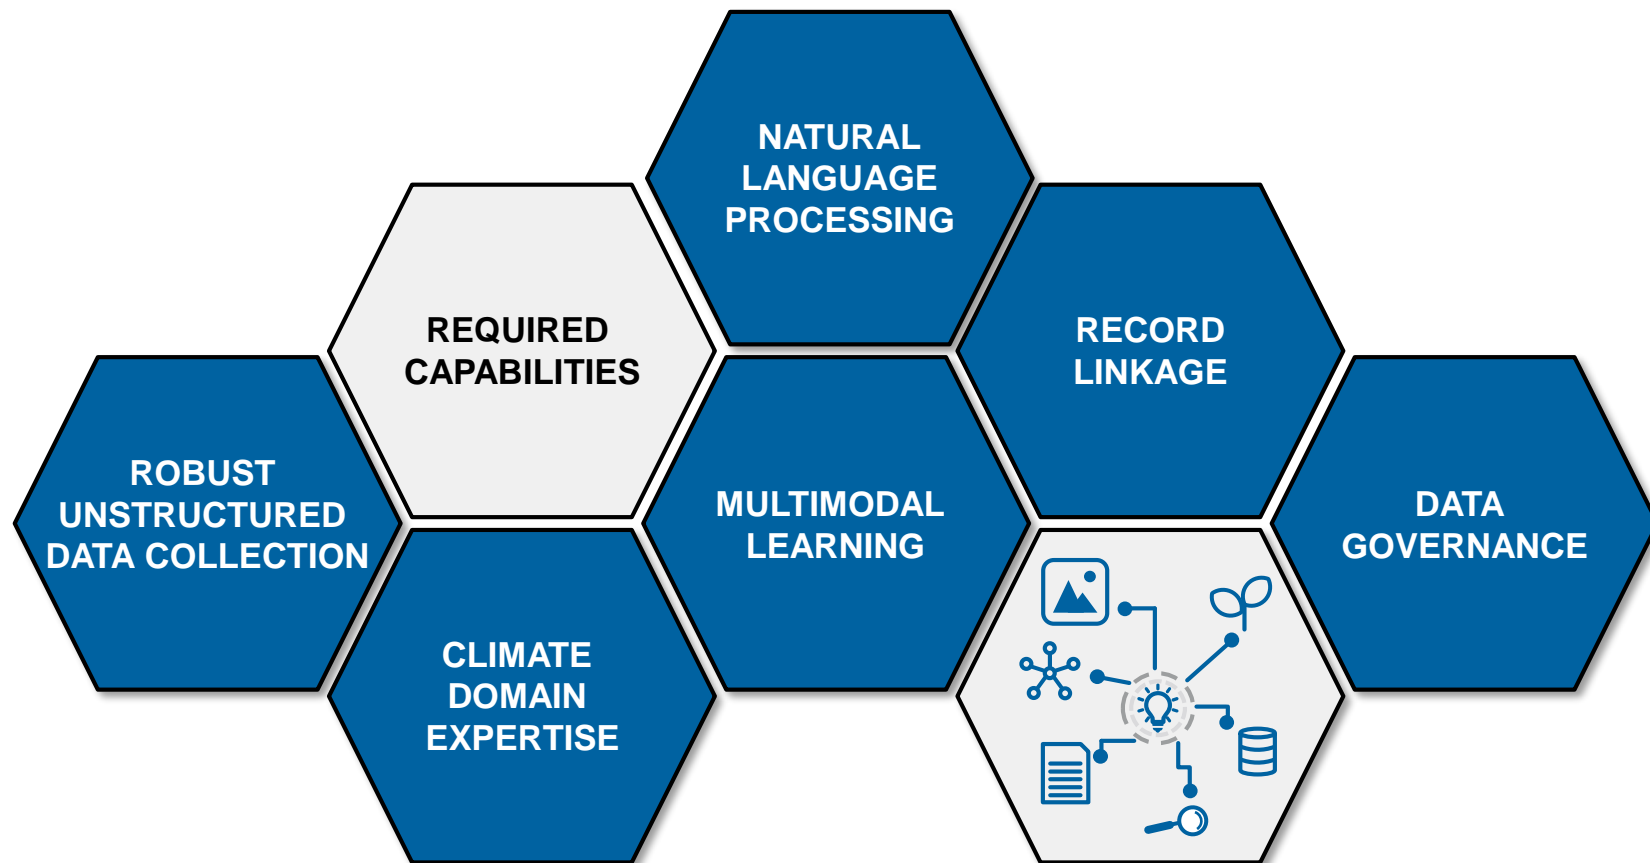 NATURAL
LANGUAGE
PROCESSING
REQUIRED
CAPABILITIES
RECORD
LINKAGE
ROBUST
UNSTRUCTURED
DATA COLLECTION
MULTIMODAL
LEARNING
DATA
GOVERNANCE
CLIMATE
DOMAIN
EXPERTISE